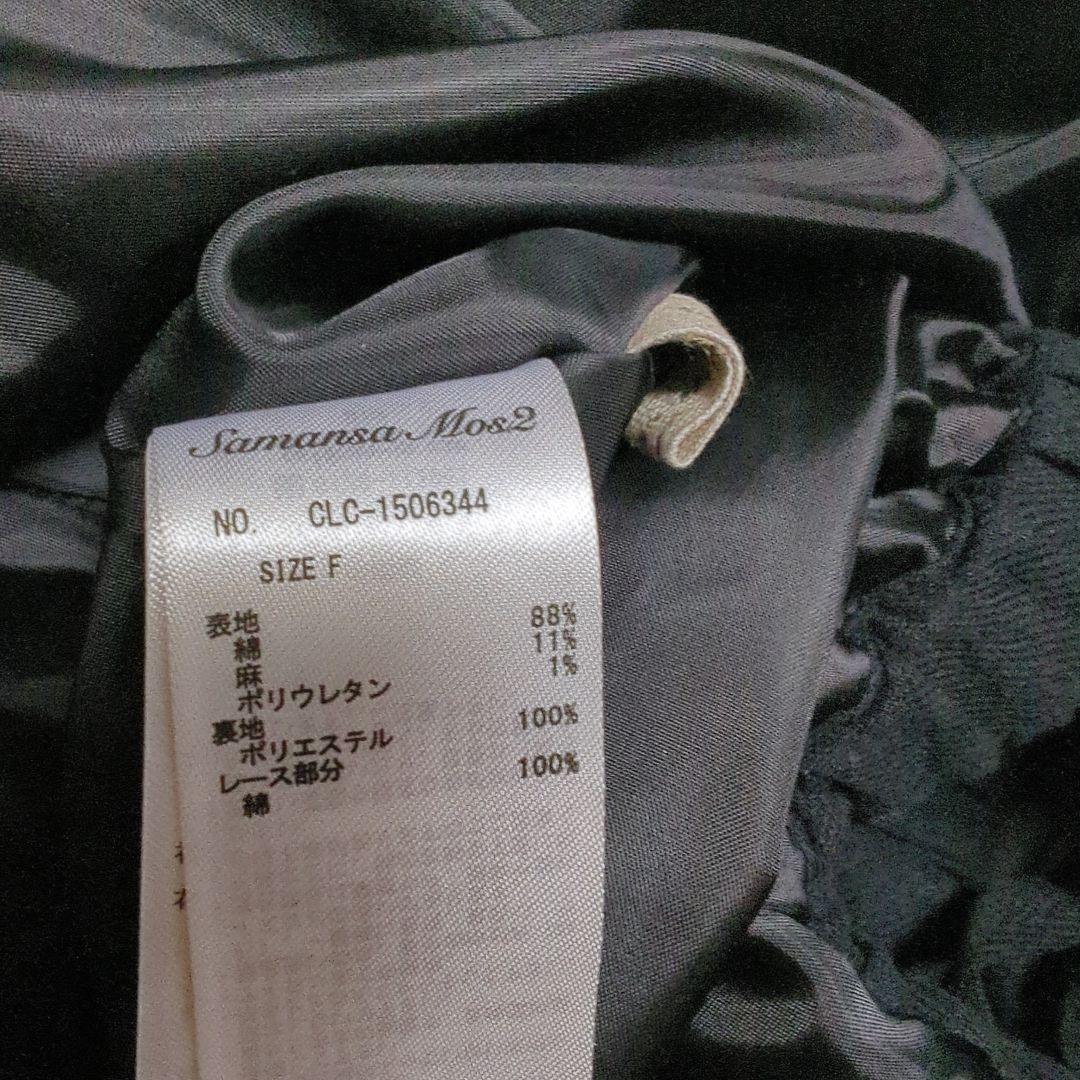 Samansa Mos2
NO. CLC-1506344
SIZE F
表地
綿 88%
麻 11%
ポリウレタン 1%
裏地
ポリエステル 100%
レース部分
綿 100%